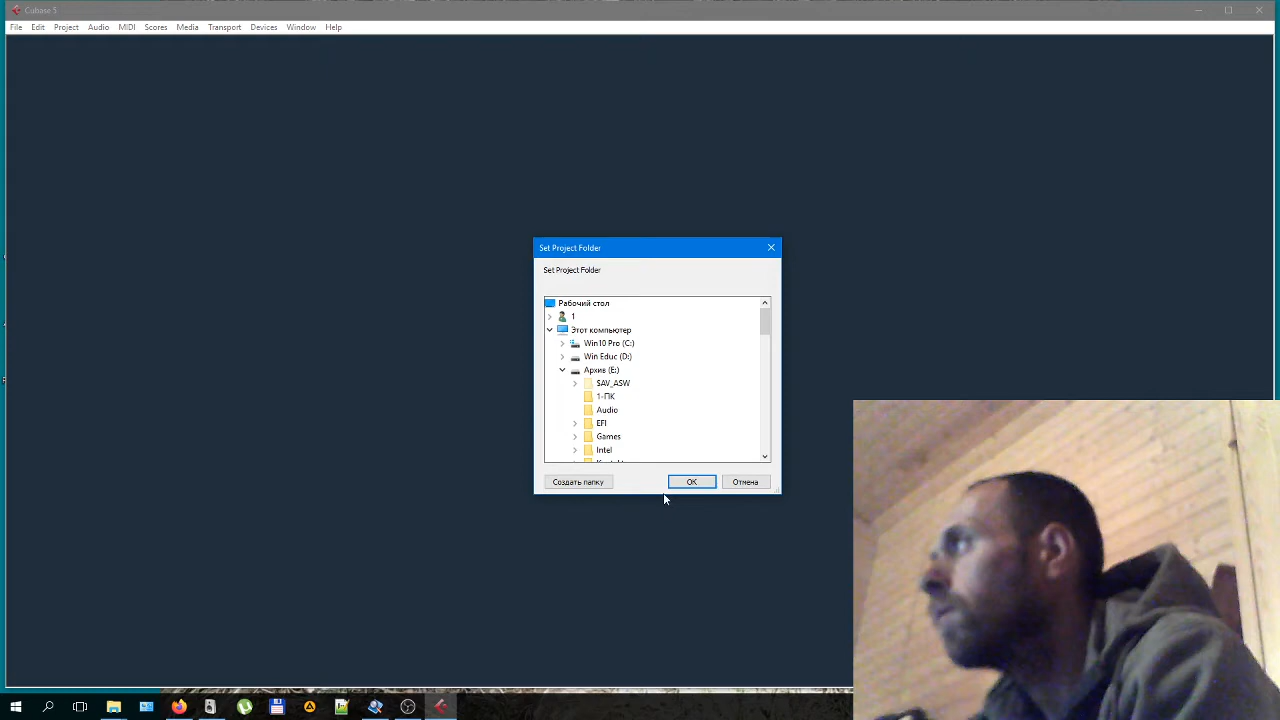 Cubase 5
File Edit Project Audio MIDI Scores Media Transport Devices Window Help
Set Project Folder
Set Project Folder
Рабочий стол
1
Этот компьютер
Win10 Pro (C:)
Win Educ (D:)
Архив (E:)
SAV_ASW
1-ПК
Audio
EFI
Games
Intel
Создать папку OK Отмена